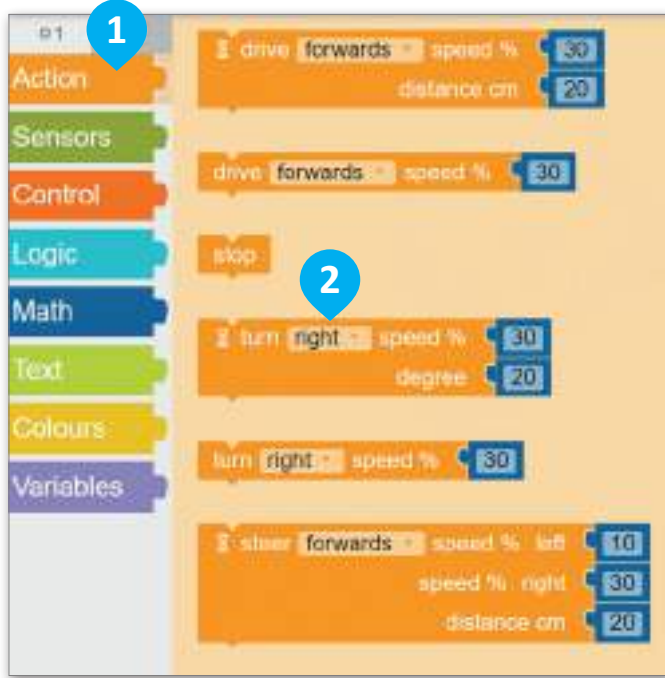 1
Action
Sensors
Control
Logic
Math
Text
Colours
Variables
drive forwards speed % 30
distance cm 20
drive forwards speed % 30
stop
2
turn right speed % 30
degree 20
turn right speed % 30
steer forwards speed % left 10
speed % right 30
distance cm 20